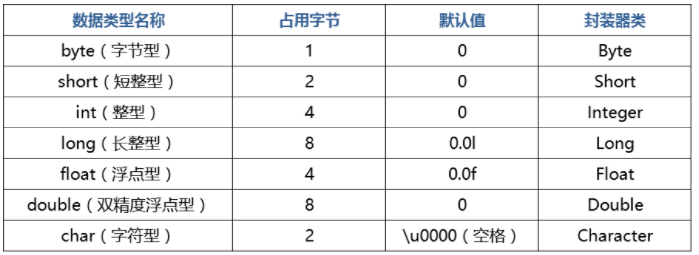 数据类型名称 占用字节 默认值 封装器类
byte（字节型） 1 0 Byte
short（短整型） 2 0 Short
int（整型） 4 0 Integer
long（长整型） 8 0.0l Long
float（浮点型） 4 0.0f Float
double（双精度浮点型） 8 0 Double
char（字符型） 2 \u0000（空格） Character